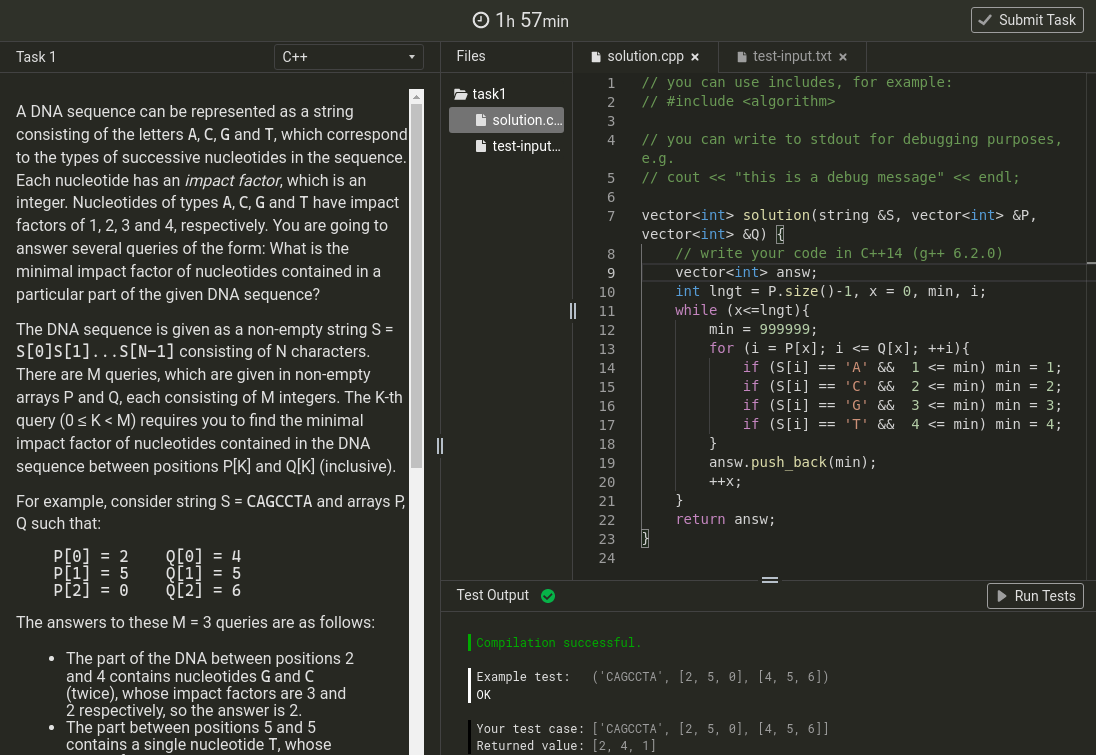 1h 57min
Submit Task
Task 1
C++
Files
solution.cpp ×
test-input.txt ×
A DNA sequence can be represented as a string
consisting of the letters A, C, G and T, which correspond
to the types of successive nucleotides in the sequence.
Each nucleotide has an impact factor, which is an
integer. Nucleotides of types A, C, G and T have impact
factors of 1, 2, 3 and 4, respectively. You are going to
answer several queries of the form: What is the
minimal impact factor of nucleotides contained in a
particular part of the given DNA sequence?
The DNA sequence is given as a non-empty string S =
S[0]S[1]...S[N-1] consisting of N characters.
There are M queries, which are given in non-empty
arrays P and Q, each consisting of M integers. The K-th
query (0 ≤ K < M) requires you to find the minimal
impact factor of nucleotides contained in the DNA
sequence between positions P[K] and Q[K] (inclusive).
For example, consider string S = CAGCCTA and arrays P,
Q such that:
P[0] = 2    Q[0] = 4
P[1] = 5    Q[1] = 5
P[2] = 0    Q[2] = 6
The answers to these M = 3 queries are as follows:
• The part of the DNA between positions 2
and 4 contains nucleotides G and C
(twice), whose impact factors are 3 and
2 respectively, so the answer is 2.
• The part between positions 5 and 5
contains a single nucleotide T, whose
task1
solution.c...
test-input...
1 // you can use includes, for example:
2 // #include <algorithm>
3
4 // you can write to stdout for debugging purposes,
e.g.
5 // cout << "this is a debug message" << endl;
6
7 vector<int> solution(string &S, vector<int> &P,
vector<int> &Q) {
8     // write your code in C++14 (g++ 6.2.0)
9     vector<int> answ;
10     int lngt = P.size()-1, x = 0, min, i;
11     while (x<=lngt){
12         min = 999999;
13         for (i = P[x]; i <= Q[x]; ++i){
14             if (S[i] == 'A' &&  1 <= min) min = 1;
15             if (S[i] == 'C' &&  2 <= min) min = 2;
16             if (S[i] == 'G' &&  3 <= min) min = 3;
17             if (S[i] == 'T' &&  4 <= min) min = 4;
18         }
19         answ.push_back(min);
20         ++x;
21     }
22     return answ;
23 }
24
Test Output
Run Tests
Compilation successful.
Example test:   ('CAGCCTA', [2, 5, 0], [4, 5, 6])
OK
Your test case: ['CAGCCTA', [2, 5, 0], [4, 5, 6]]
Returned value: [2, 4, 1]